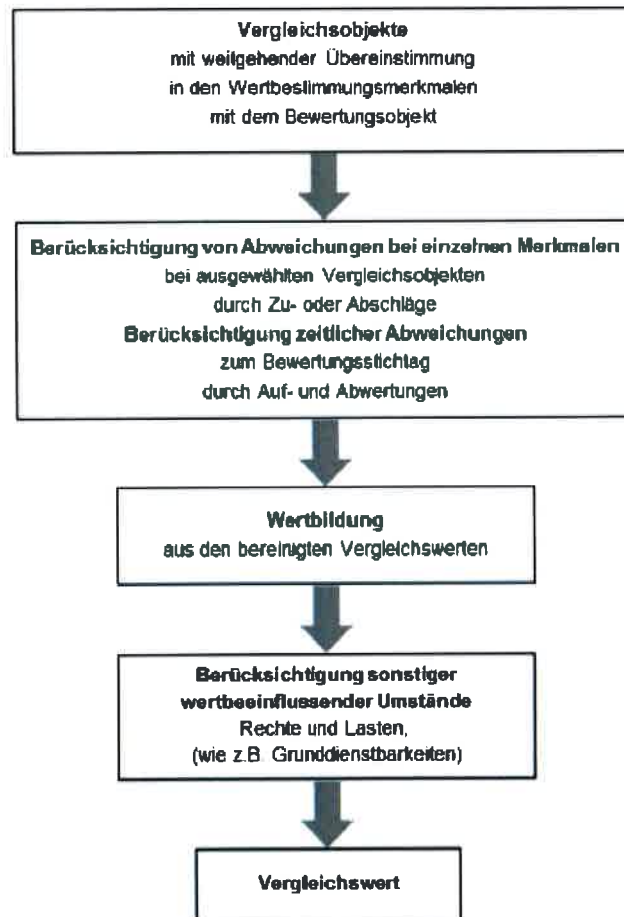 Vergleichsobjekte
mit weitgehender Übereinstimmung
in den Wertbestimmungsmerkmalen
mit dem Bewertungsobjekt
Berücksichtigung von Abweichungen bei einzelnen Merkmalen
bei ausgewählten Vergleichsobjekten
durch Zu- oder Abschläge
Berücksichtigung zeitlicher Abweichungen
zum Bewertungsstichtag
durch Auf- und Abwertungen
Wertbildung
aus den bereinigten Vergleichswerten
Berücksichtigung sonstiger
wertbeeinflussender Umstände
Rechte und Lasten,
(wie z.B. Grunddienstbarkeiten)
Vergleichswert